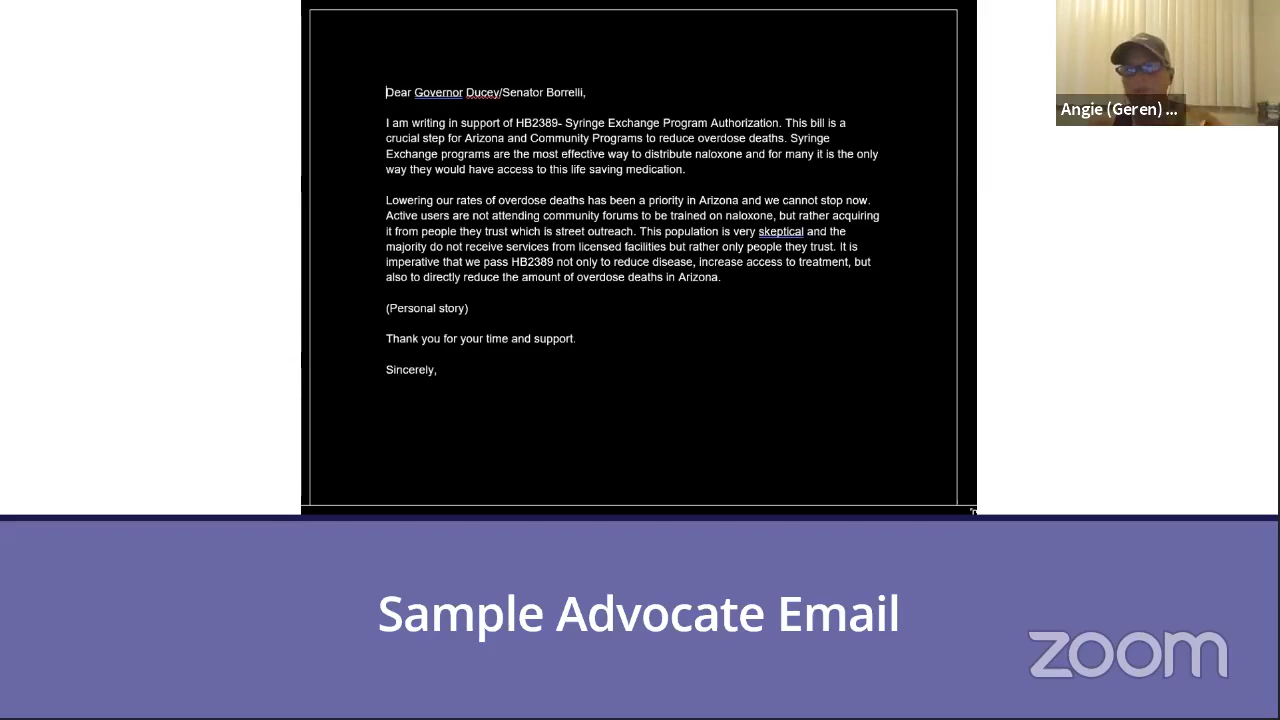 Dear Governor Ducey/Senator Borrelli,
I am writing in support of HB2389- Syringe Exchange Program Authorization. This bill is a
crucial step for Arizona and Community Programs to reduce overdose deaths. Syringe
Exchange programs are the most effective way to distribute naloxone and for many it is the only
way they would have access to this life saving medication.
Lowering our rates of overdose deaths has been a priority in Arizona and we cannot stop now.
Active users are not attending community forums to be trained on naloxone, but rather acquiring
it from people they trust which is street outreach. This population is very skeptical and the
majority do not receive services from licensed facilities but rather only people they trust. It is
imperative that we pass HB2389 not only to reduce disease, increase access to treatment, but
also to directly reduce the amount of overdose deaths in Arizona.
(Personal story)
Thank you for your time and support.
Sincerely,
Angie (Geren) ...
Sample Advocate Email
zoom